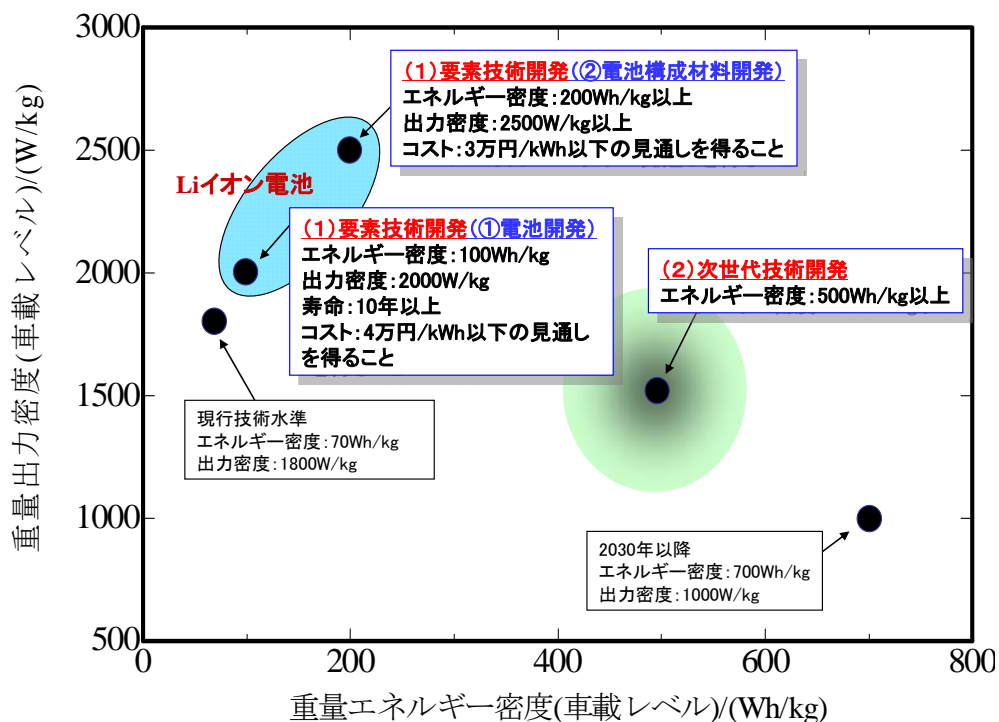 3000
2500
2000
1500
1000
500
重量出力密度(車載レベル)/(W/kg)
(1)要素技術開発(②電池構成材料開発)
エネルギー密度:200Wh/kg以上
出力密度:2500W/kg以上
コスト:3万円/kWh以下の見通しを得ること
Liイオン電池
(1)要素技術開発(①電池開発)
エネルギー密度:100Wh/kg
出力密度:2000W/kg
寿命:10年以上
コスト:4万円/kWh以下の見通し
を得ること
(2)次世代技術開発
エネルギー密度:500Wh/kg以上
現行技術水準
エネルギー密度:70Wh/kg
出力密度:1800W/kg
2030年以降
エネルギー密度:700Wh/kg
出力密度:1000W/kg
0
200
400
600
800
重量エネルギー密度(車載レベル)/(Wh/kg)